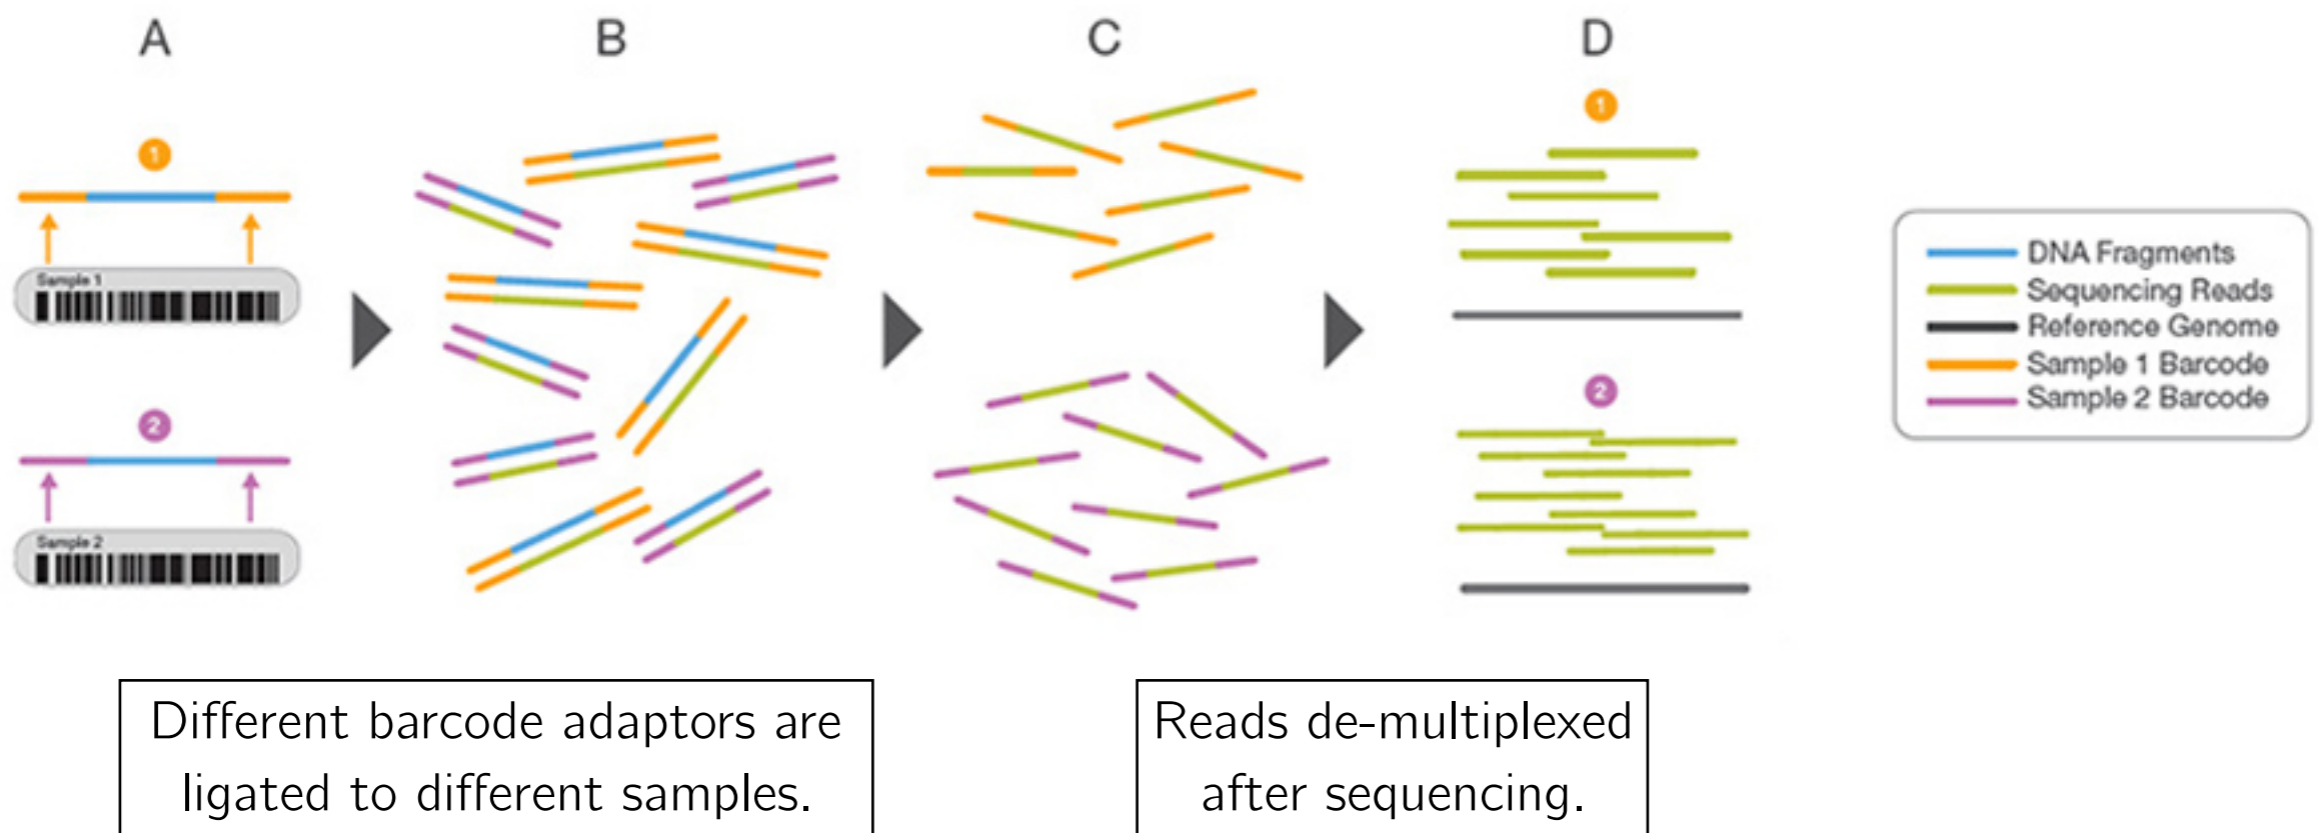 A
B
C
D
1
1
Sample 1
2
2
Sample 2
DNA Fragments
Sequencing Reads
Reference Genome
Sample 1 Barcode
Sample 2 Barcode
Different barcode adaptors are
ligated to different samples.
Reads de-multiplexed
after sequencing.